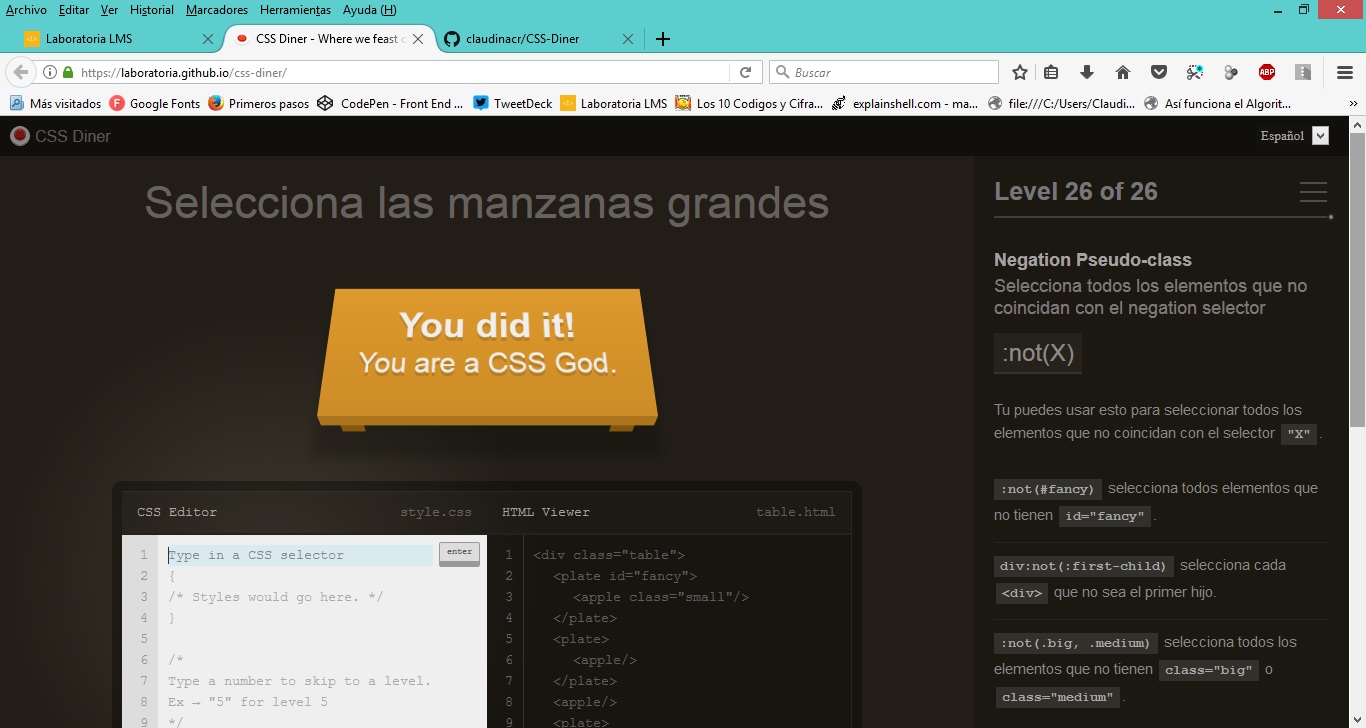 Archivo Editar Ver Historial Marcadores Herramientas Ayuda (H)
Laboratoria LMS
CSS Diner - Where we feast
claudinacr/CSS-Diner
https://laboratoria.github.io/css-diner/
Buscar
ABP
Más visitados
Google Fonts
Primeros pasos
CodePen - Front End ...
TweetDeck
Laboratoria LMS
Los 10 Codigos y Cifra...
explainshell.com - ma...
file:///C:/Users/Claudi...
Así funciona el Algorit...
CSS Diner
Español
Selecciona las manzanas grandes
You did it!
You are a CSS God.
CSS Editor style.css
HTML Viewer table.html
1 Type in a CSS selector
enter
2 {
3 /* Styles would go here. */
4 }
5
6 /*
7 Type a number to skip to a level.
8 Ex → "5" for level 5
9 */
1 <div class="table">
2 <plate id="fancy">
3 <apple class="small"/>
4 </plate>
5 <plate>
6 <apple/>
7 </plate>
8 <apple/>
9 <plate>
Level 26 of 26
Negation Pseudo-class
Selecciona todos los elementos que no
coincidan con el negation selector
:not(X)
Tu puedes usar esto para seleccionar todos los
elementos que no coincidan con el selector "X" .
:not(#fancy) selecciona todos elementos que
no tienen id="fancy" .
div:not(:first-child) selecciona cada
<div> que no sea el primer hijo.
:not(.big, .medium) selecciona todos los
elementos que no tienen class="big" o
class="medium" .